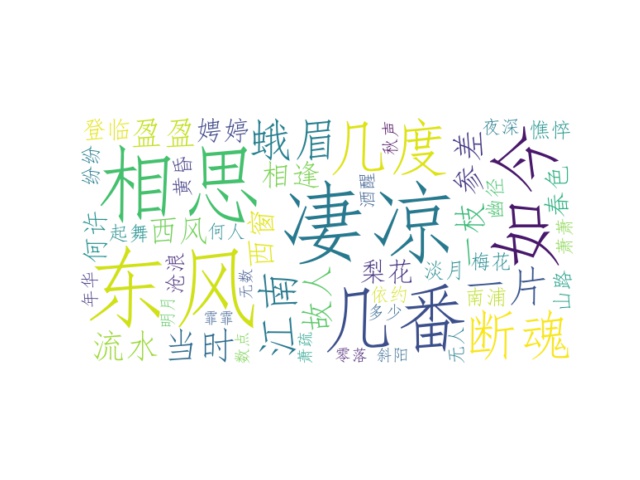 登临
盈盈
娉婷
蛾眉
几度
秋声
参差
夜深
憔悴
纷纷
相思
黄昏
相逢
酒醒
凄凉
一枝
幽径
如今
春色
萧萧
何许
起舞
西风
何人
西窗
年华
东风
沧浪
明月
霏霏
无数
江南
故人
梨花
淡月
梅花
依约
多少
几番
一片
南浦
山路
流水
当时
数点
萧疏
零落
斜阳
无人
断魂